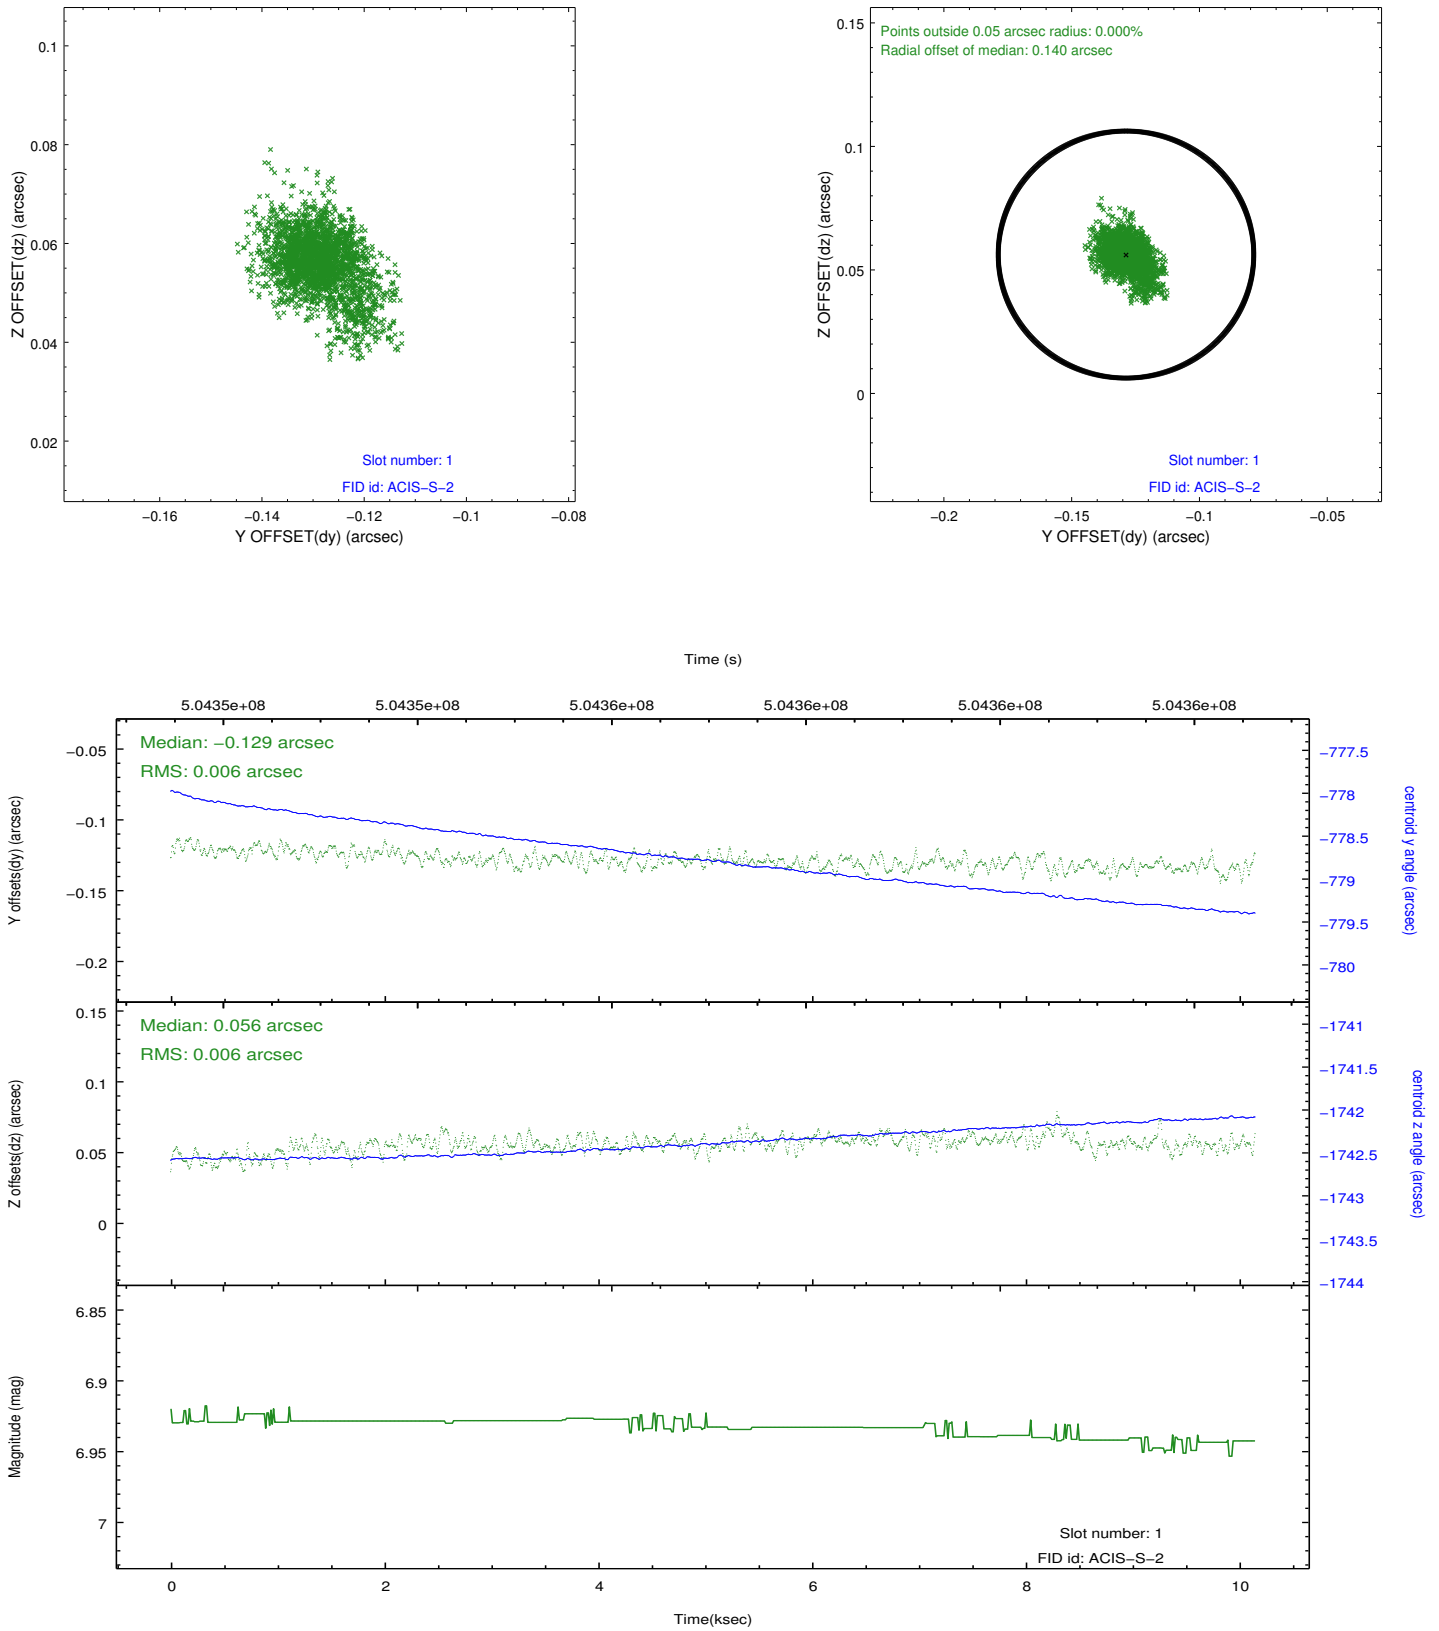 0.1
0.08
0.06
0.04
0.02
Z OFFSET(dz) (arcsec)
Slot number: 1
FID id: ACIS−S−2
−0.16 −0.14 −0.12 −0.1 −0.08
Y OFFSET(dy) (arcsec)
Points outside 0.05 arcsec radius: 0.000%
Radial offset of median: 0.140 arcsec
0.15
0.1
0.05
0
Z OFFSET(dz) (arcsec)
Slot number: 1
FID id: ACIS−S−2
−0.2 −0.15 −0.1 −0.05
Y OFFSET(dy) (arcsec)
Time (s)
5.0435e+08 5.0435e+08 5.0436e+08 5.0436e+08 5.0436e+08 5.0436e+08
Median: −0.129 arcsec
RMS: 0.006 arcsec
−0.05
−0.1
−0.15
−0.2
Y offsets(dy) (arcsec)
−777.5
−778
−778.5
−779
−779.5
−780
centroid y angle (arcsec)
Median: 0.056 arcsec
RMS: 0.006 arcsec
0.15
0.1
0.05
0
Z offsets(dz) (arcsec)
−1741
−1741.5
−1742
−1742.5
−1743
−1743.5
−1744
centroid z angle (arcsec)
6.85
6.9
6.95
7
Magnitude (mag)
Slot number: 1
FID id: ACIS−S−2
0 2 4 6 8 10
Time(ksec)